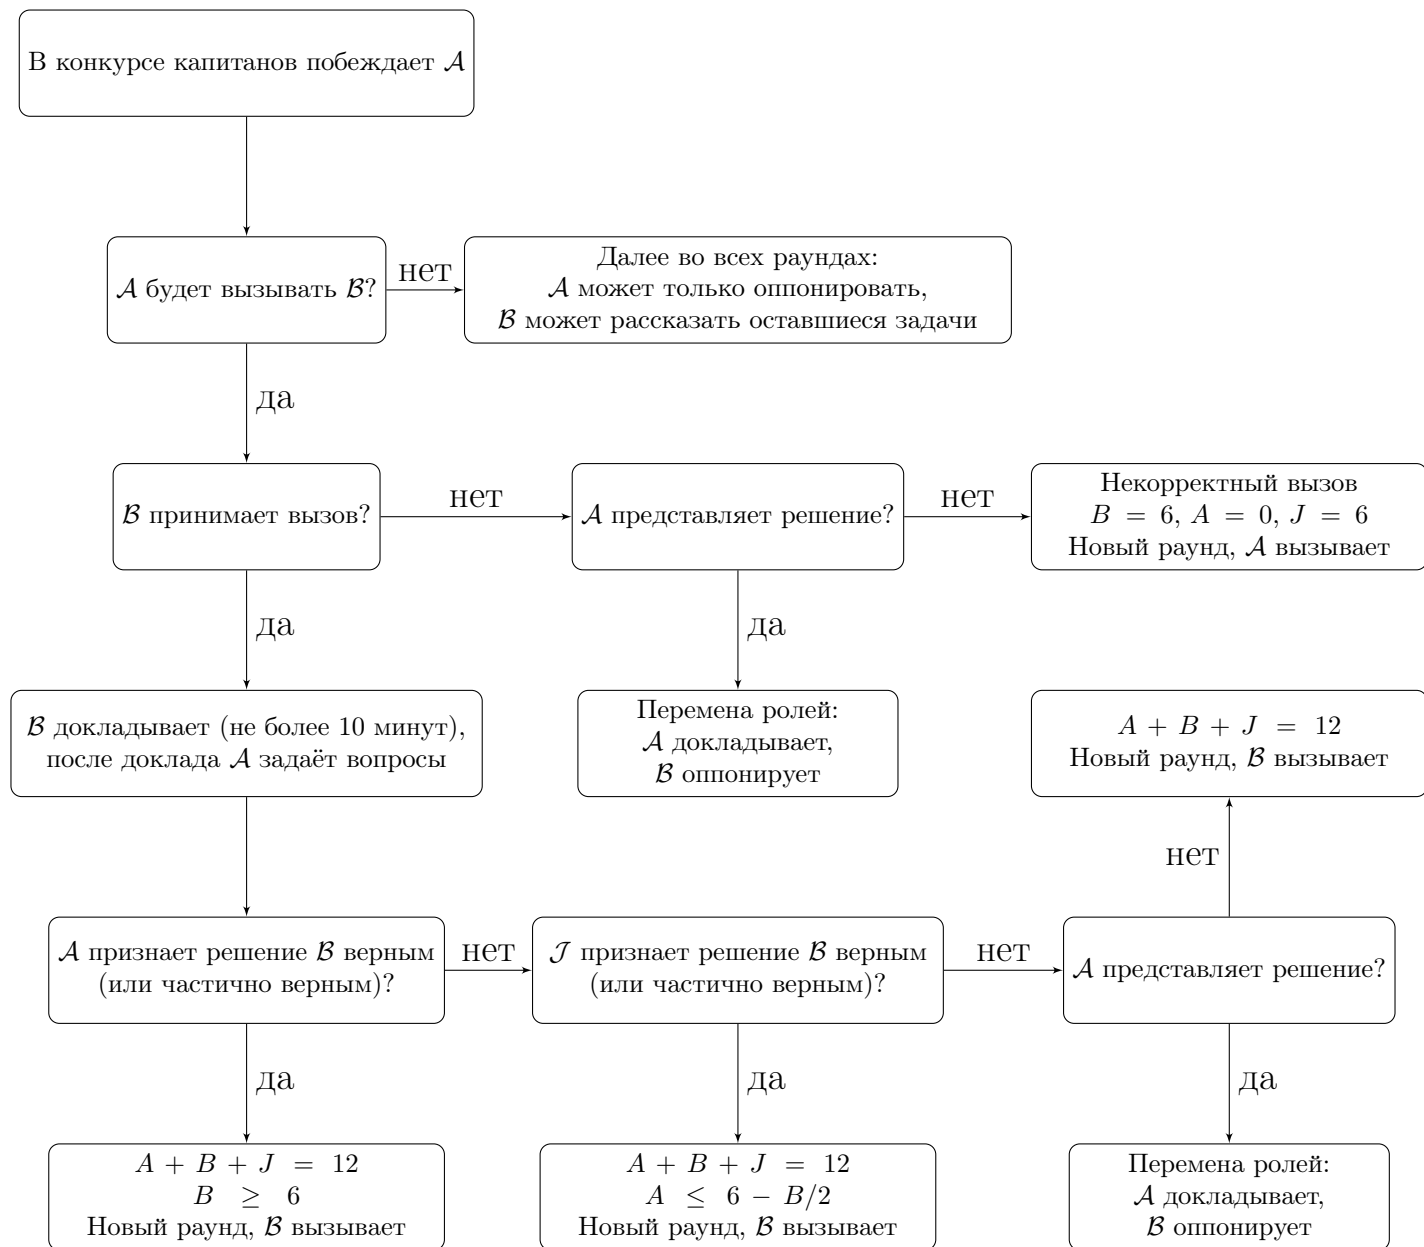 В конкурсе капитанов побеждает 𝒜
𝒜 будет вызывать ℬ?
нет
Далее во всех раундах:
𝒜 может только оппонировать,
ℬ может рассказать оставшиеся задачи
да
ℬ принимает вызов?
нет
𝒜 представляет решение?
нет
Некорректный вызов
B = 6, A = 0, J = 6
Новый раунд, 𝒜 вызывает
да
да
ℬ докладывает (не более 10 минут),
после доклада 𝒜 задаёт вопросы
Перемена ролей:
𝒜 докладывает,
ℬ оппонирует
A + B + J = 12
Новый раунд, ℬ вызывает
нет
𝒜 признает решение ℬ верным
(или частично верным)?
нет
𝒥 признает решение ℬ верным
(или частично верным)?
нет
𝒜 представляет решение?
да
да
да
A + B + J = 12
B ≥ 6
Новый раунд, ℬ вызывает
A + B + J = 12
A ≤ 6 − B/2
Новый раунд, ℬ вызывает
Перемена ролей:
𝒜 докладывает,
ℬ оппонирует